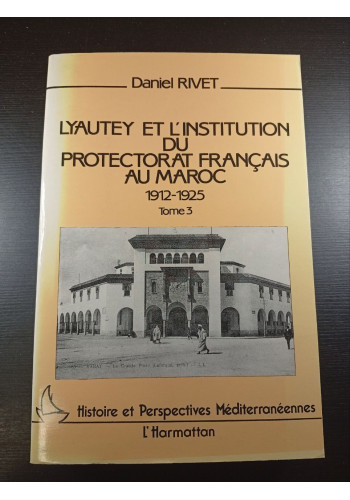 Daniel RIVET
LYAUTEY ET L'INSTITUTION
DU
PROTECTORAT FRANÇAIS
AU MAROC
1912-1925
Tome 3
Histoire et Perspectives Méditerranéennes
L'Harmattan